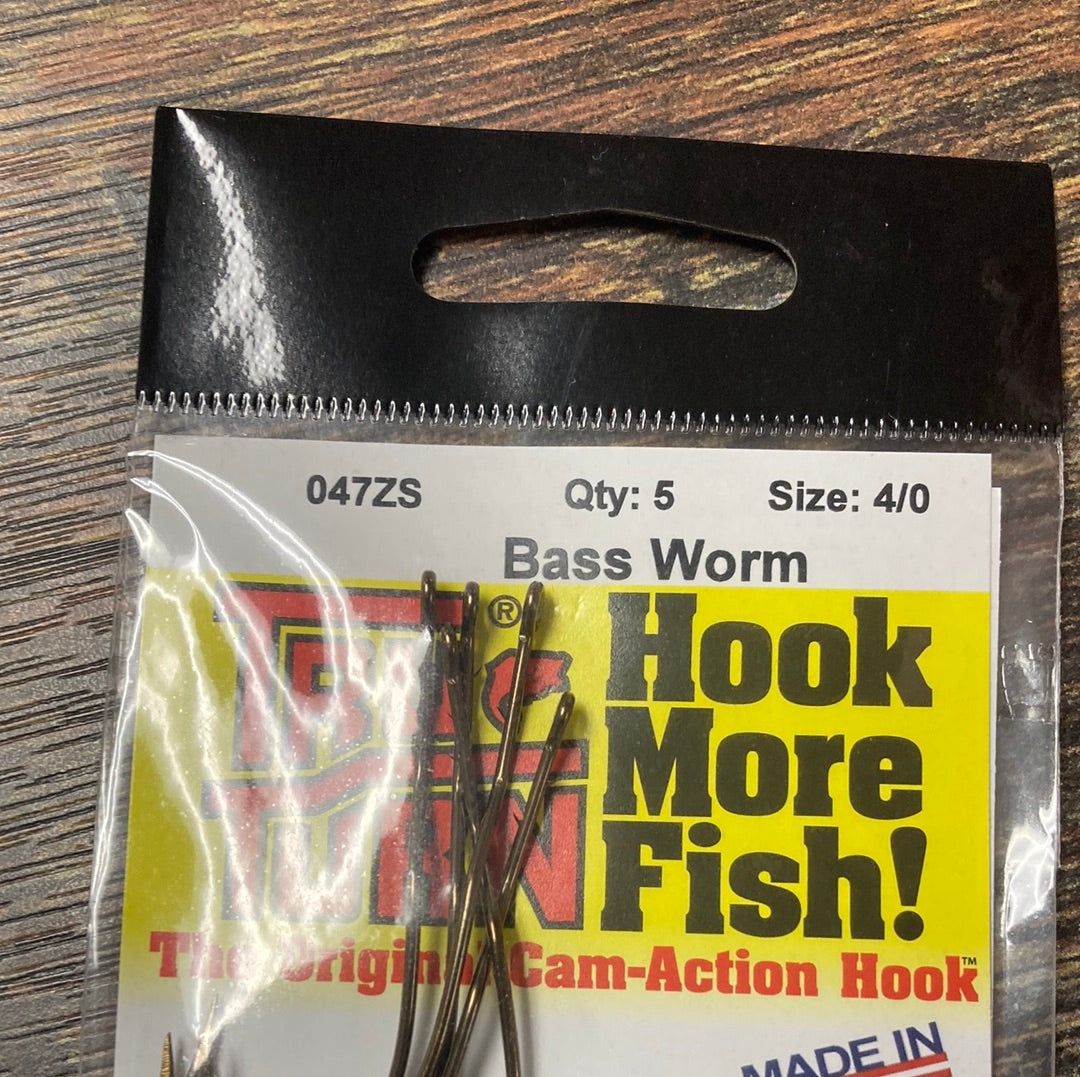 047ZS Qty: 5 Size: 4/0
Bass Worm
TRU ® Hook
TURN More
Fish!
The Original Cam-Action Hook™
MADE IN